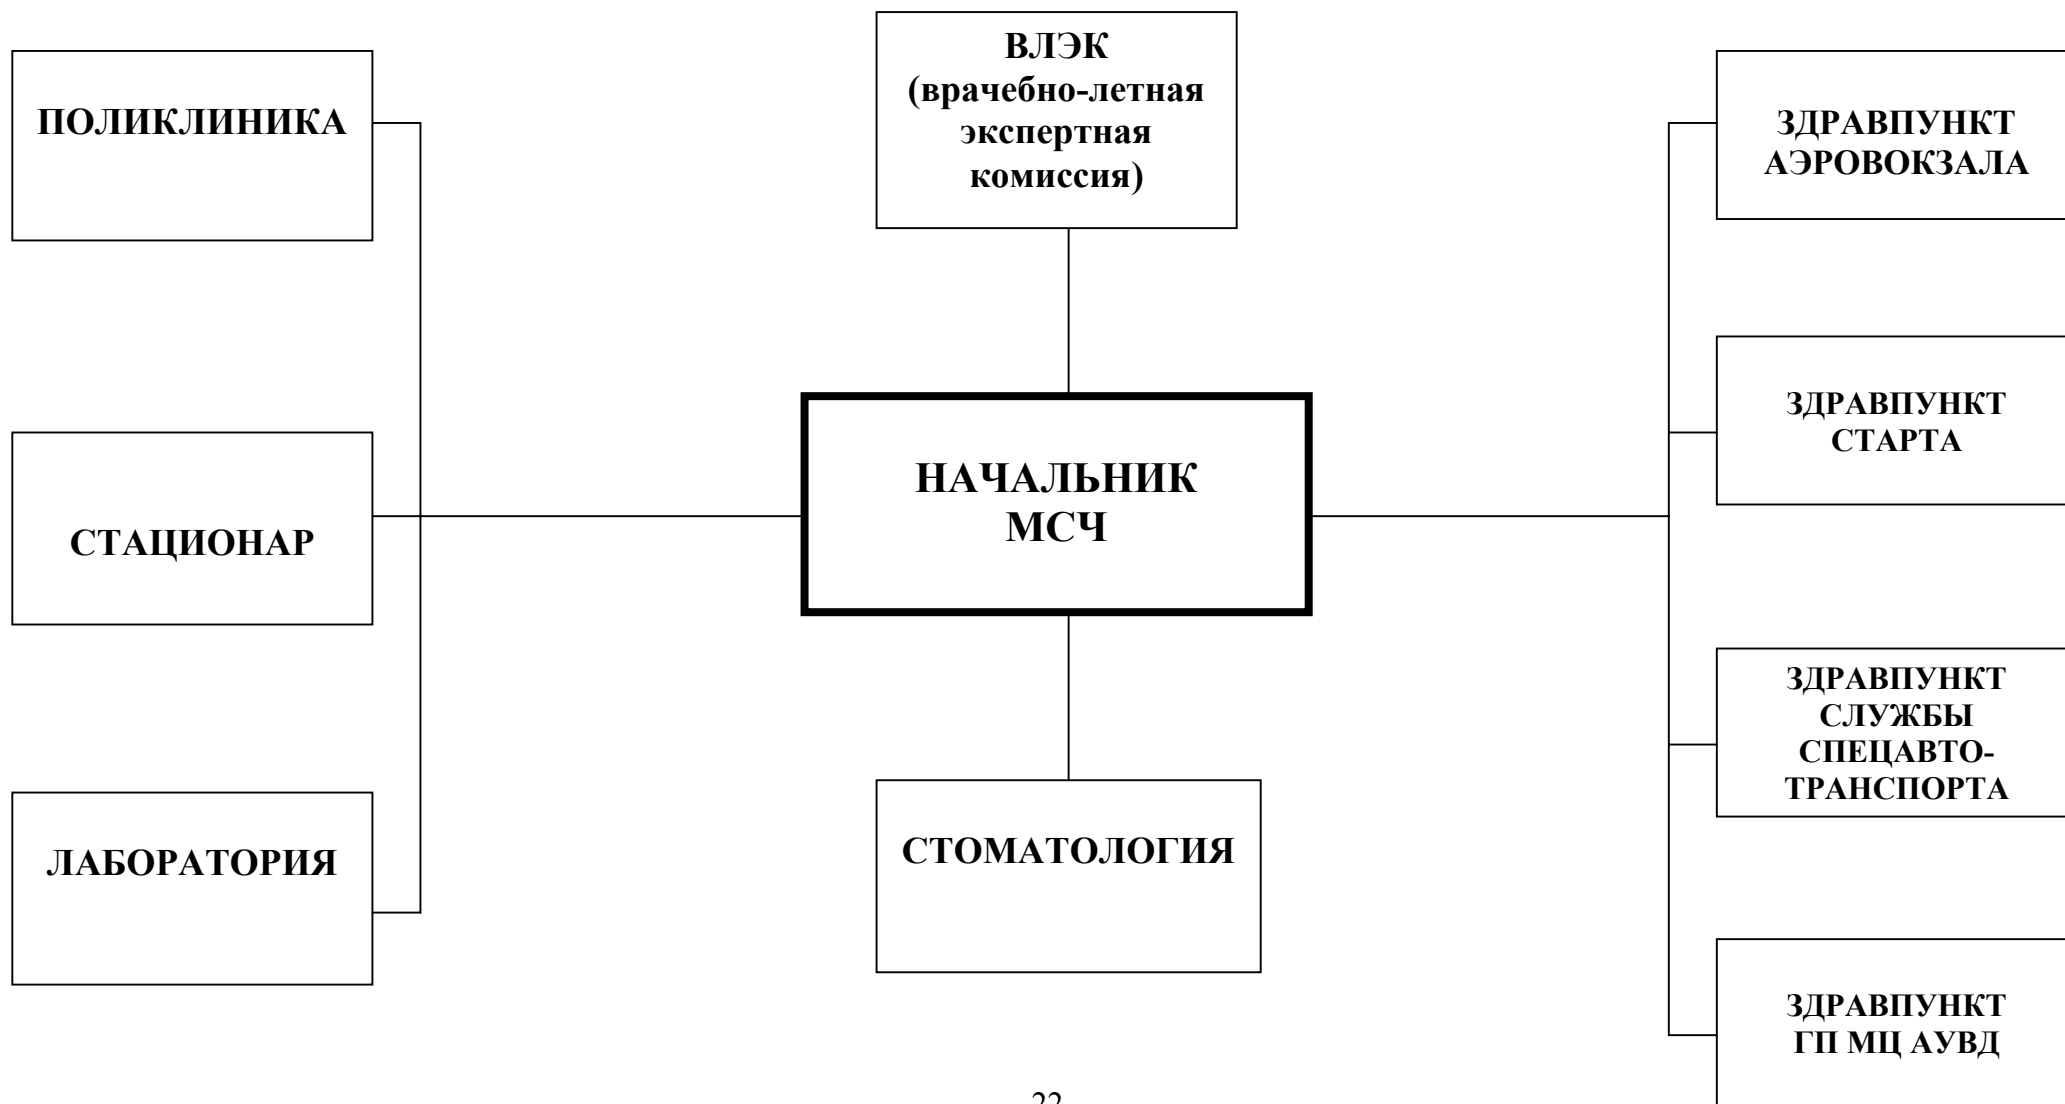 ПОЛИКЛИНИКА
СТАЦИОНАР
ЛАБОРАТОРИЯ
ВЛЭК
(врачебно-летная
экспертная
комиссия)
НАЧАЛЬНИК
МСЧ
СТОМАТОЛОГИЯ
ЗДРАВПУНКТ
АЭРОВОКЗАЛА
ЗДРАВПУНКТ
СТАРТА
ЗДРАВПУНКТ
СЛУЖБЫ
СПЕЦАВТО-
ТРАНСПОРТА
ЗДРАВПУНКТ
ГП МЦ АУВД
22